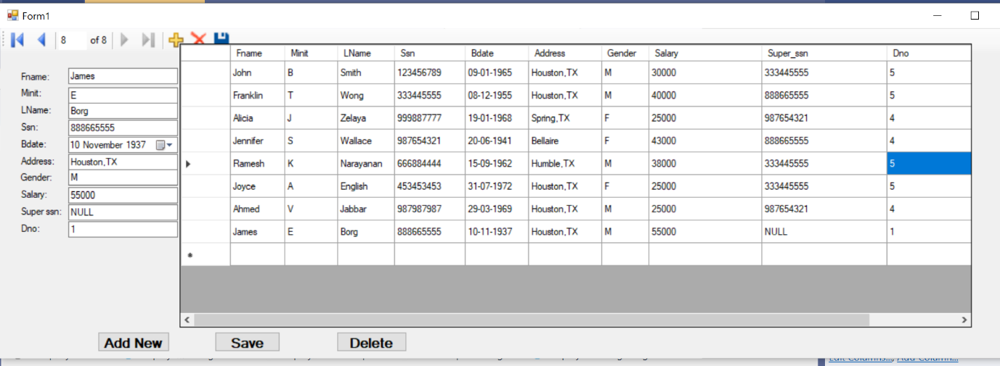 Form1
8 of 8
Fname: James
Minit: E
LName: Borg
Ssn: 888665555
Bdate: 10 November 1937
Address: Houston,TX
Gender: M
Salary: 55000
Super ssn: NULL
Dno: 1
Fname Minit LName Ssn Bdate Address Gender Salary Super_ssn Dno
John B Smith 123456789 09-01-1965 Houston,TX M 30000 333445555 5
Franklin T Wong 333445555 08-12-1955 Houston,TX M 40000 888665555 5
Alicia J Zelaya 999887777 19-01-1968 Spring,TX F 25000 987654321 4
Jennifer S Wallace 987654321 20-06-1941 Bellaire F 43000 888665555 4
Ramesh K Narayanan 666884444 15-09-1962 Humble,TX M 38000 333445555 5
Joyce A English 453453453 31-07-1972 Houston,TX F 25000 333445555 5
Ahmed V Jabbar 987987987 29-03-1969 Houston,TX M 25000 987654321 4
James E Borg 888665555 10-11-1937 Houston,TX M 55000 NULL 1
Add New Save Delete
Edit Columns..., Add Column...